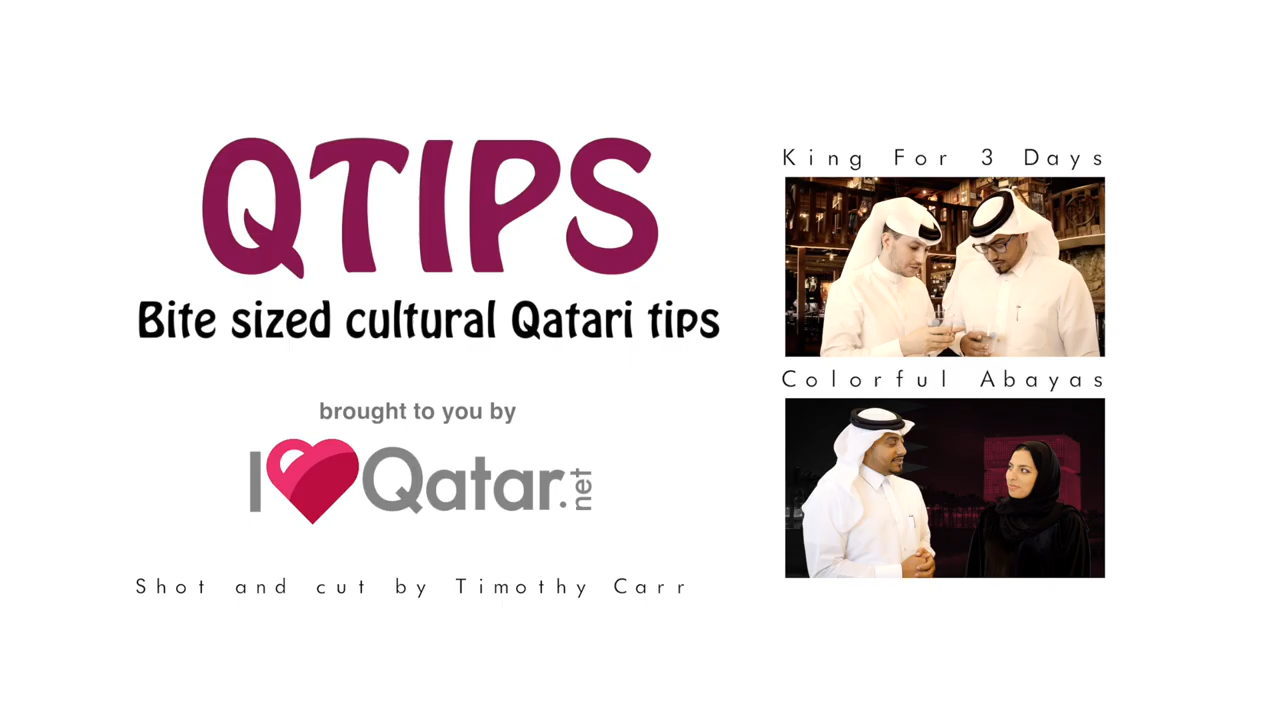 QTIPS
Bite sized cultural Qatari tips
brought to you by
I Qatar.net
Shot and cut by Timothy Carr
King For 3 Days
Colorful Abayas